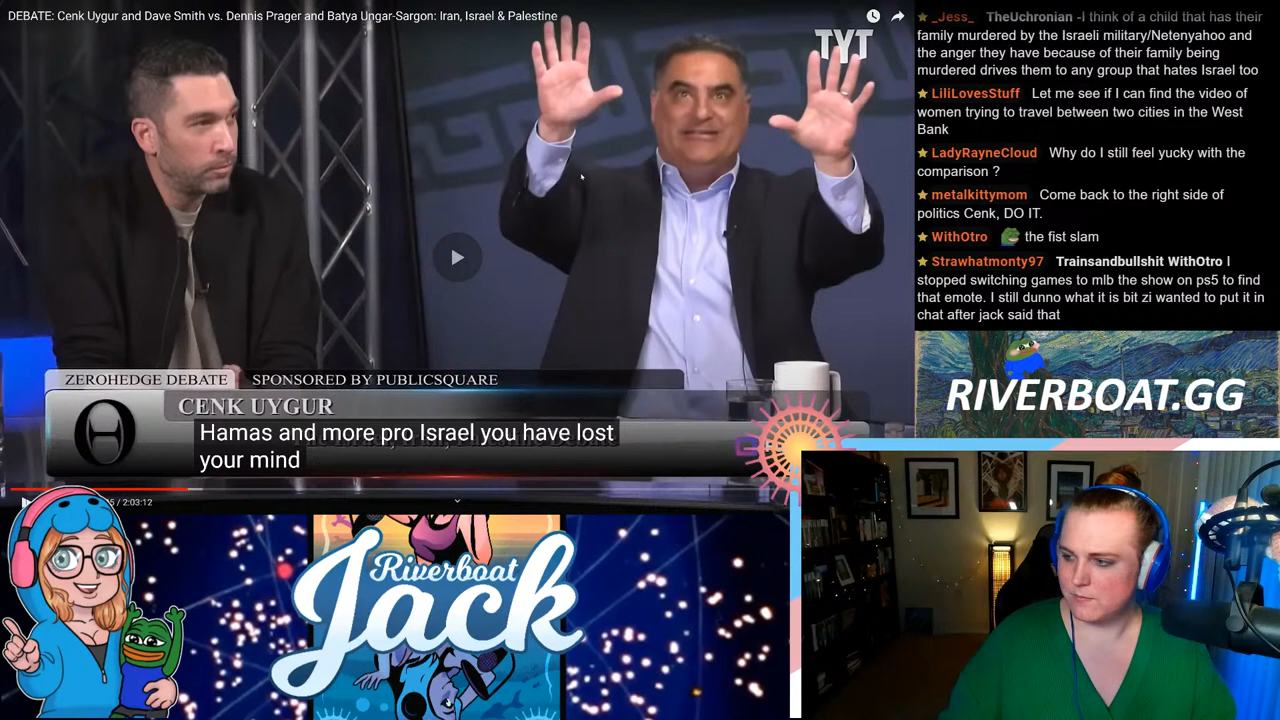 DEBATE: Cenk Uygur and Dave Smith vs. Dennis Prager and Batya Ungar-Sargon: Iran, Israel & Palestine
TYT
ZEROHEDGE DEBATE
SPONSORED BY PUBLICSQUARE
CENK UYGUR
Hamas and more pro Israel you have lost
your mind
/ 2:03:12
Riverboat
Jack
_Jess_ TheUchronian -I think of a child that has their
family murdered by the Israeli military/Netenyahoo and
the anger they have because of their family being
murdered drives them to any group that hates Israel too
LiliLovesStuff Let me see if I can find the video of
women trying to travel between two cities in the West
Bank
LadyRayneCloud Why do I still feel yucky with the
comparison ?
metalkittymom Come back to the right side of
politics Cenk, DO IT.
WithOtro the fist slam
Strawhatmonty97 Trainsandbullshit WithOtro I
stopped switching games to mlb the show on ps5 to find
that emote. I still dunno what it is bit zi wanted to put it in
chat after jack said that
RIVERBOAT.GG